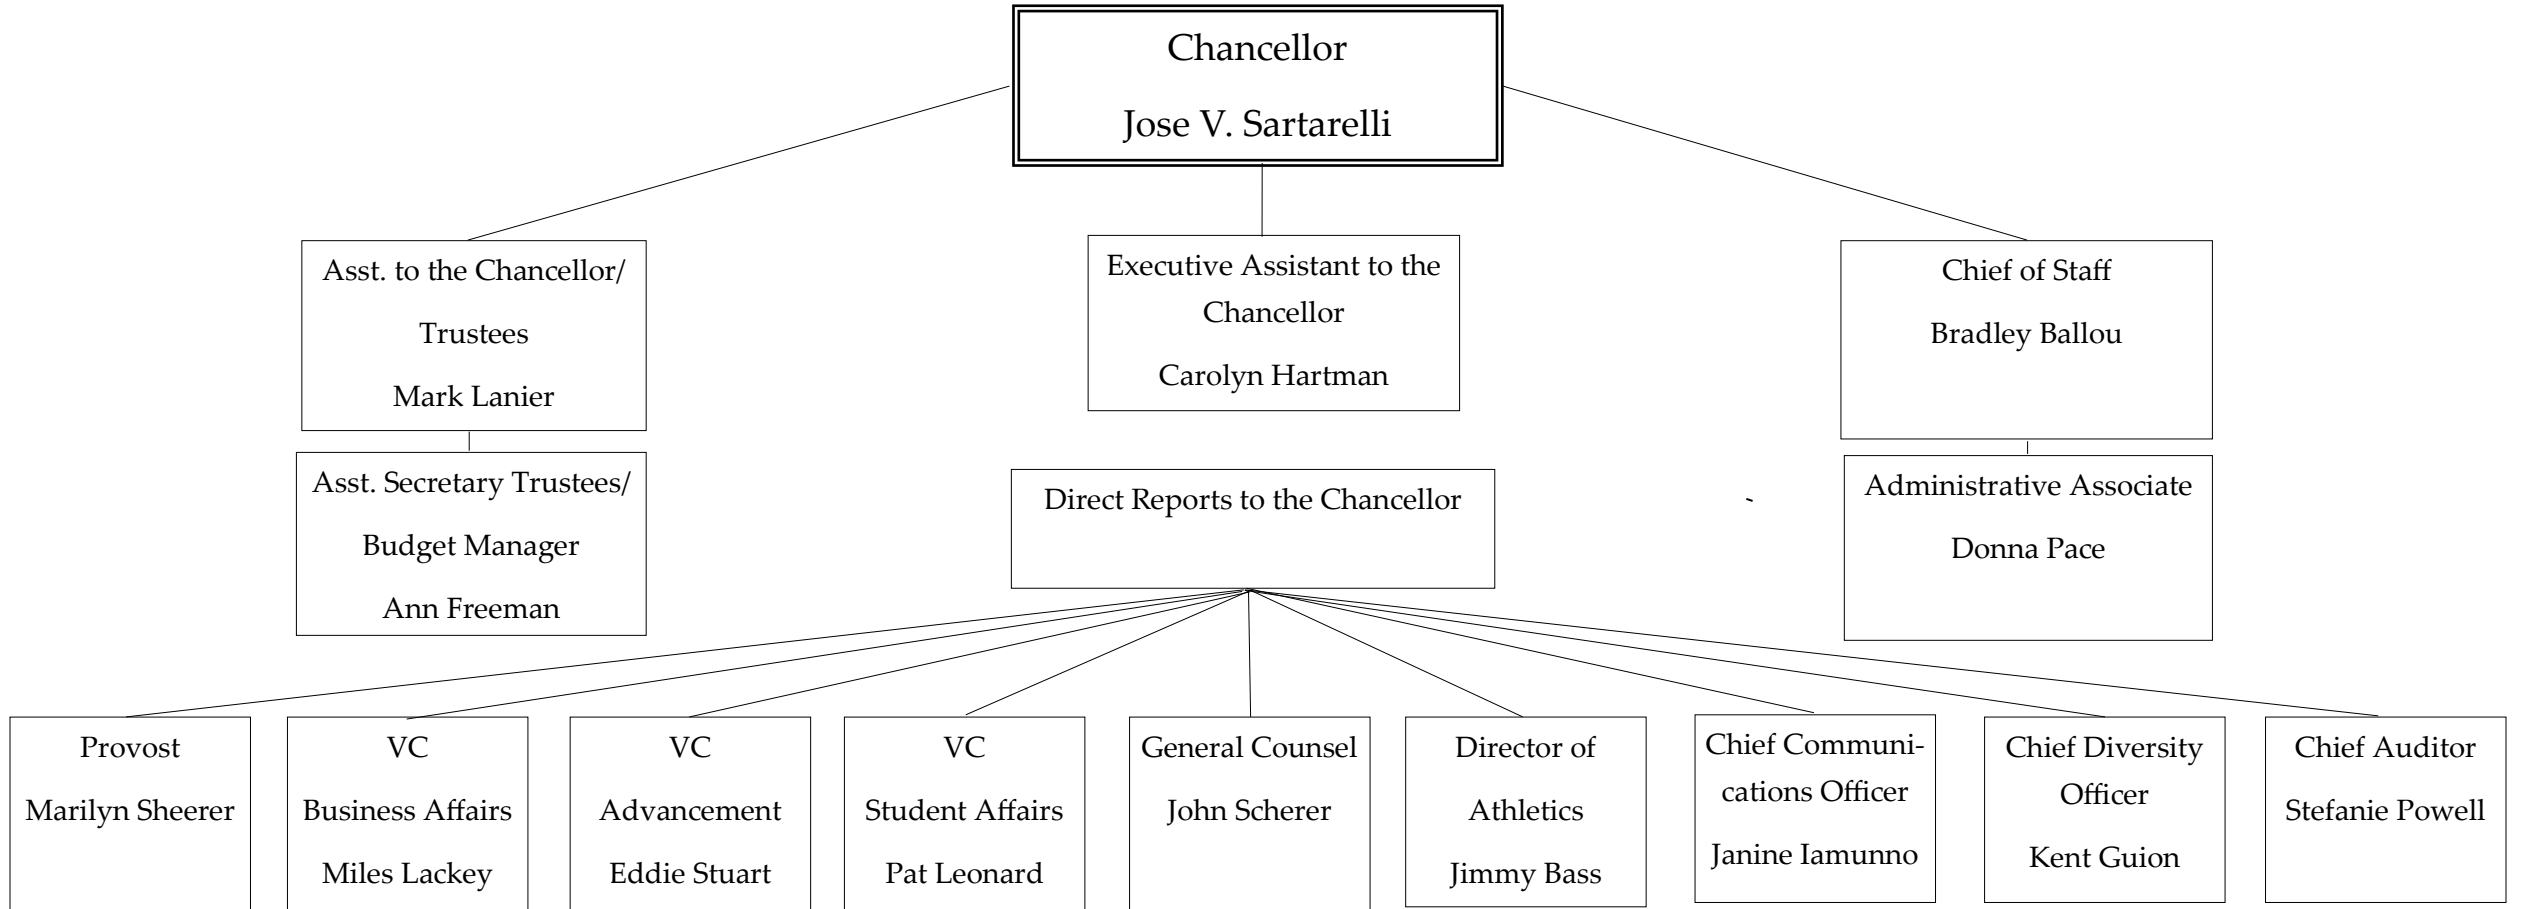 Chancellor
Jose V. Sartarelli
Asst. to the Chancellor/
Trustees
Mark Lanier
Executive Assistant to the
Chancellor
Carolyn Hartman
Chief of Staff
Bradley Ballou
Asst. Secretary Trustees/
Budget Manager
Ann Freeman
Direct Reports to the Chancellor
Administrative Associate
Donna Pace
Provost
Marilyn Sheerer
VC
Business Affairs
Miles Lackey
VC
Advancement
Eddie Stuart
VC
Student Affairs
Pat Leonard
General Counsel
John Scherer
Director of
Athletics
Jimmy Bass
Chief Communi-
cations Officer
Janine Iamunno
Chief Diversity
Officer
Kent Guion
Chief Auditor
Stefanie Powell